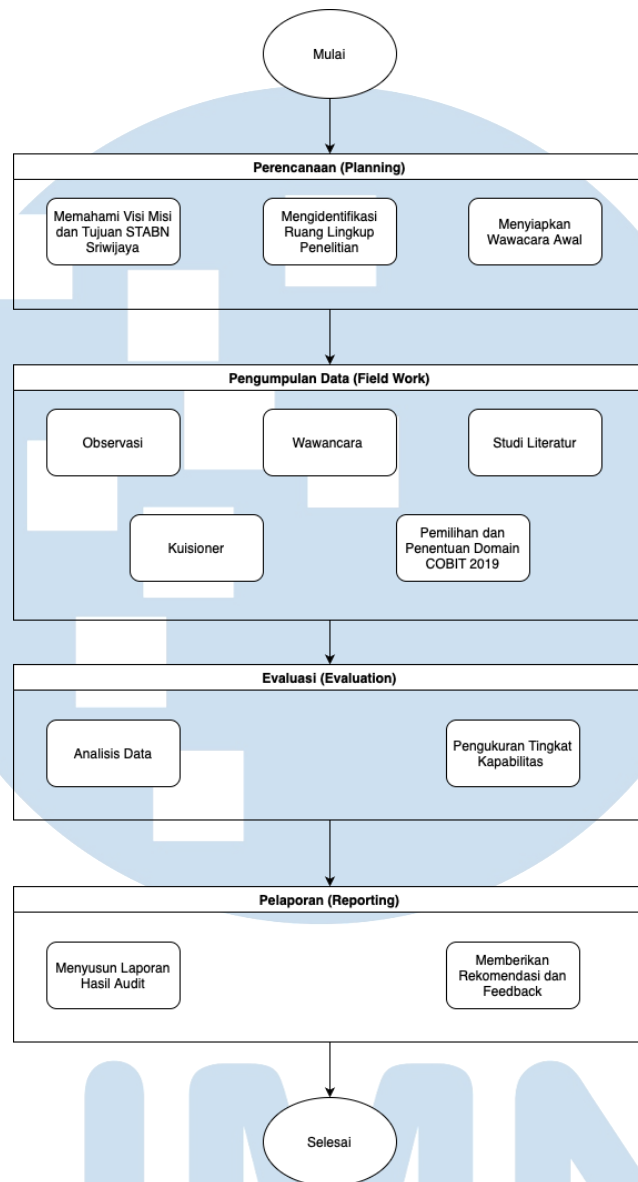 Mulai
Perencanaan (Planning)
Memahami Visi Misi
dan Tujuan STABN
Sriwijaya
Mengidentifikasi
Ruang Lingkup
Penelitian
Menyiapkan
Wawacara Awal
Pengumpulan Data (Field Work)
Observasi
Wawancara
Studi Literatur
Kuisioner
Pemilihan dan
Penentuan Domain
COBIT 2019
Evaluasi (Evaluation)
Analisis Data
Pengukuran Tingkat
Kapabilitas
Pelaporan (Reporting)
Menyusun Laporan
Hasil Audit
Memberikan
Rekomendasi dan
Feedback
Selesai